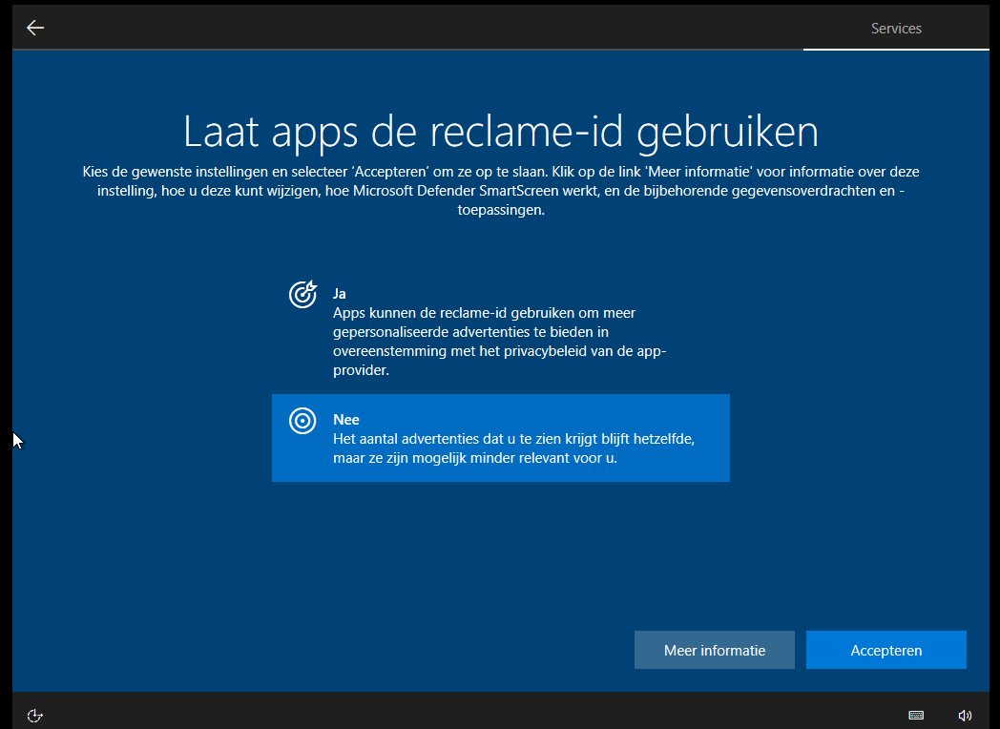 Services
Laat apps de reclame-id gebruiken
Kies de gewenste instellingen en selecteer ‘Accepteren’ om ze op te slaan. Klik op de link 'Meer informatie' voor informatie over deze
instelling, hoe u deze kunt wijzigen, hoe Microsoft Defender SmartScreen werkt, en de bijbehorende gegevensoverdrachten en -
toepassingen.
Ja
Apps kunnen de reclame-id gebruiken om meer
gepersonaliseerde advertenties te bieden in
overeenstemming met het privacybeleid van de app-
provider.
Nee
Het aantal advertenties dat u te zien krijgt blijft hetzelfde,
maar ze zijn mogelijk minder relevant voor u.
Meer informatie
Accepteren